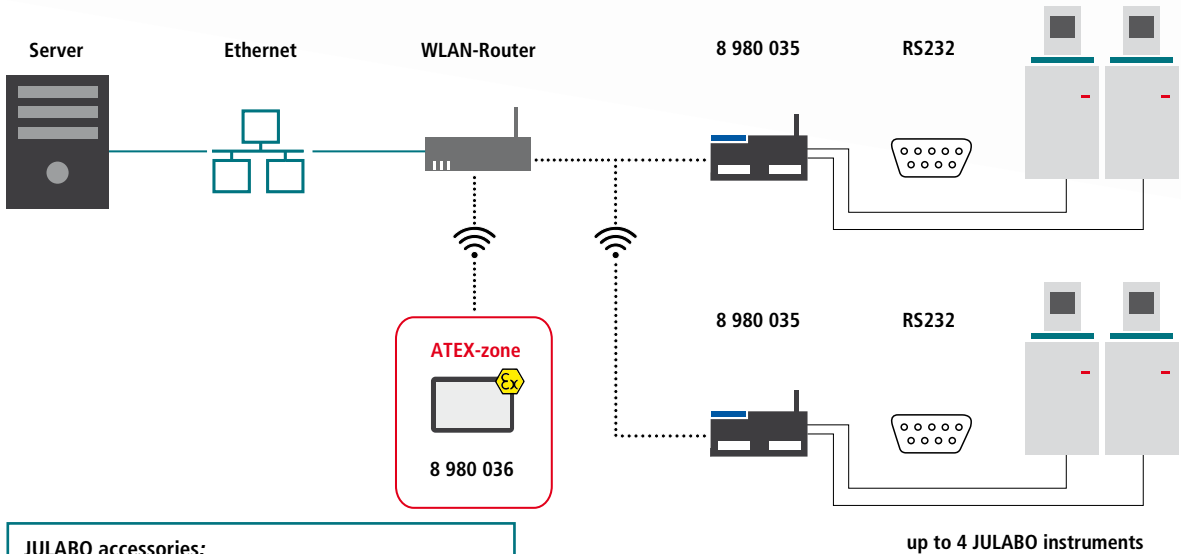 Server
Ethernet
WLAN-Router
8 980 035
RS232
8 980 035
RS232
ATEX-zone
Ex
8 980 036
up to 4 JULABO instruments
JULABO accessories: